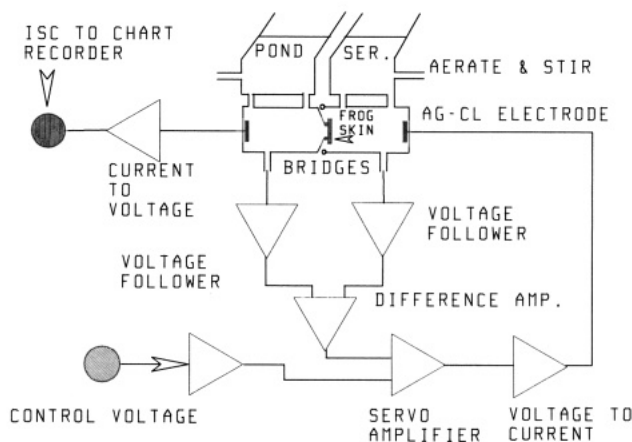 ISC TO CHART
RECORDER
POND
SER.
AERATE & STIR
FROG
SKIN
AG-CL ELECTRODE
BRIDGES
CURRENT
TO
VOLTAGE
VOLTAGE
FOLLOWER
VOLTAGE
FOLLOWER
DIFFERENCE AMP.
CONTROL VOLTAGE
SERVO
AMPLIFIER
VOLTAGE TO
CURRENT